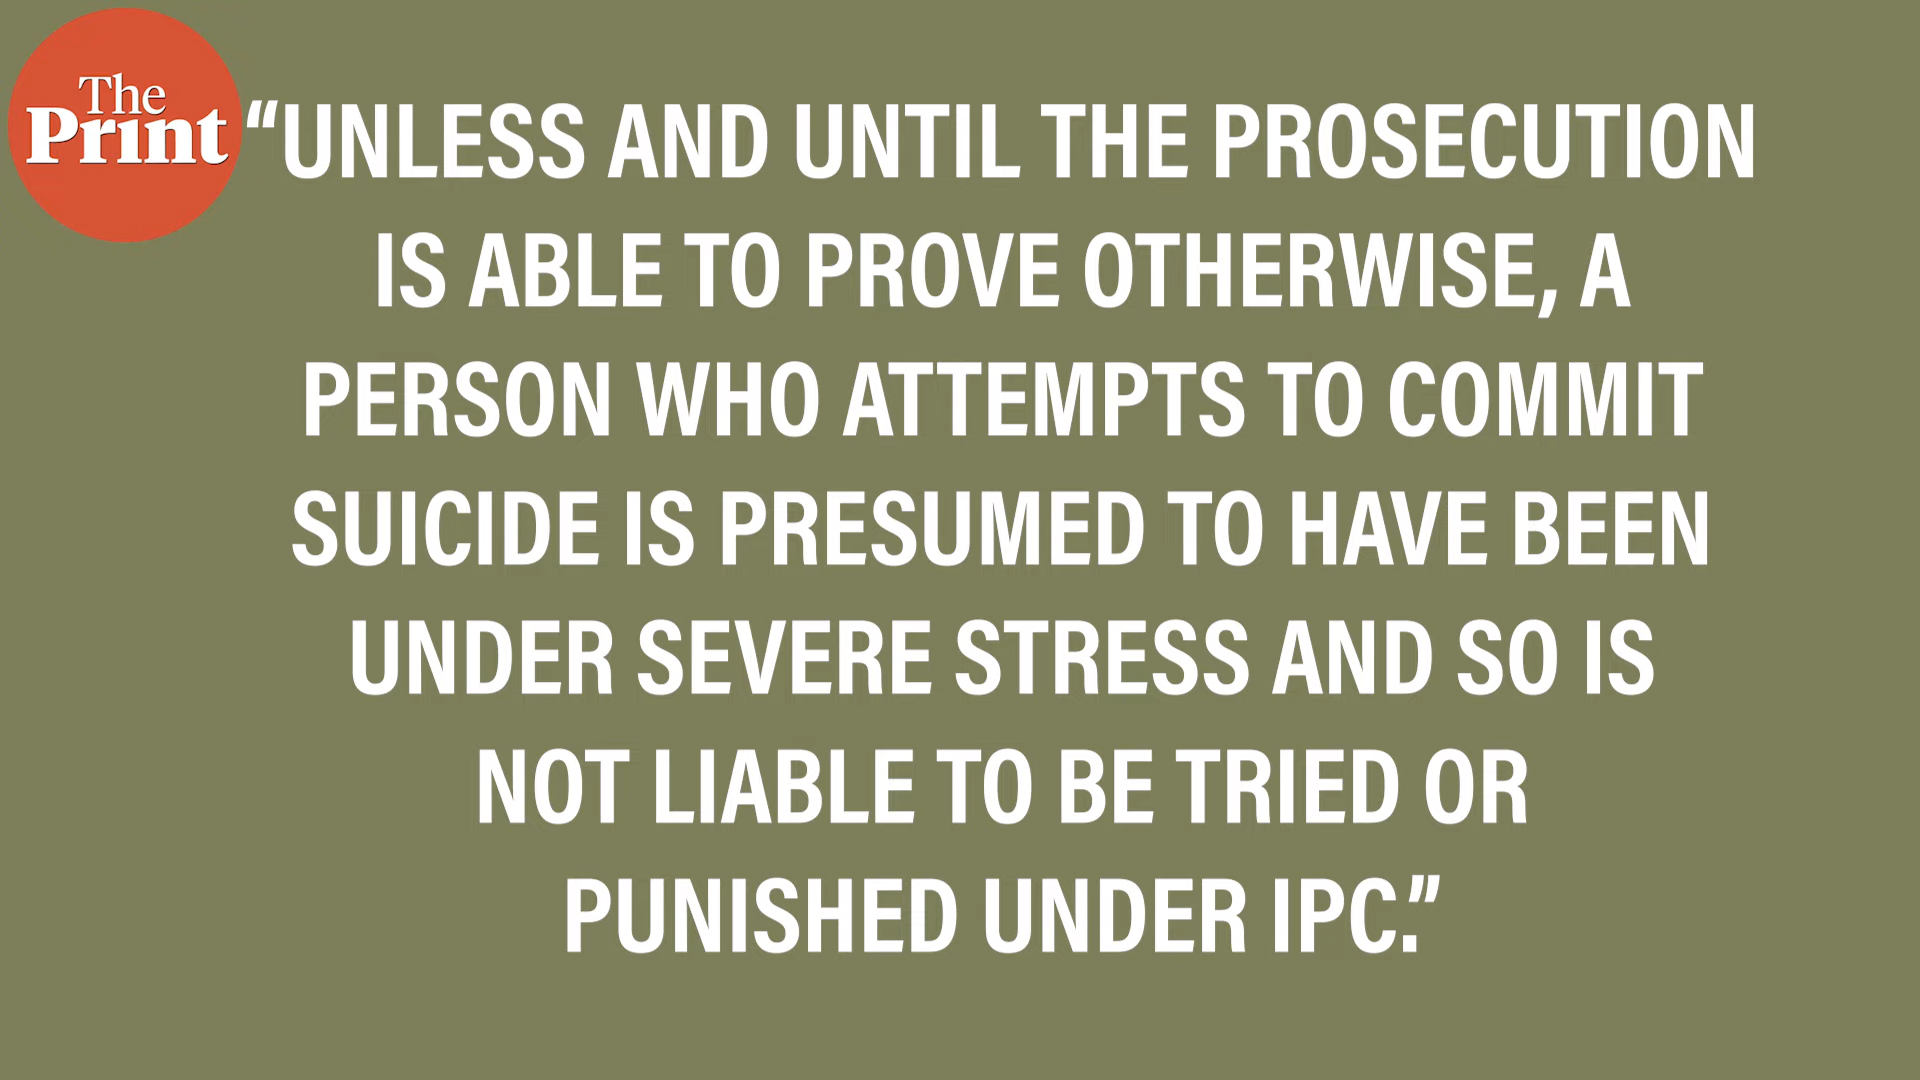 The
Print
“UNLESS AND UNTIL THE PROSECUTION
IS ABLE TO PROVE OTHERWISE, A
PERSON WHO ATTEMPTS TO COMMIT
SUICIDE IS PRESUMED TO HAVE BEEN
UNDER SEVERE STRESS AND SO IS
NOT LIABLE TO BE TRIED OR
PUNISHED UNDER IPC.”